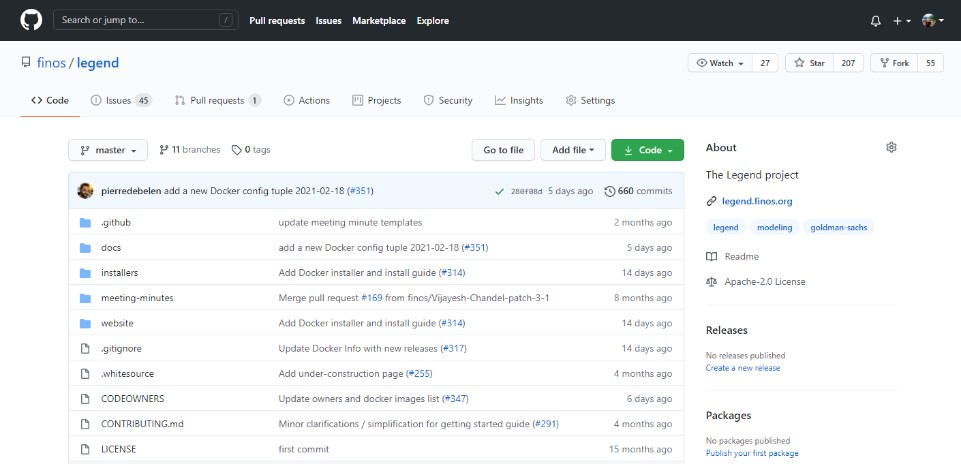 Search or jump to... /
Pull requests Issues Marketplace Explore
finos / legend
Watch 27 Star 207 Fork 55
Code Issues 45 Pull requests 1 Actions Projects Security Insights Settings
master 11 branches 0 tags Go to file Add file Code
pierredebelen add a new Docker config tuple 2021-02-18 (#351) 280f08d 5 days ago 660 commits
.github update meeting minute templates 2 months ago
docs add a new Docker config tuple 2021-02-18 (#351) 5 days ago
installers Add Docker installer and install guide (#314) 14 days ago
meeting-minutes Merge pull request #169 from finos/Vijayesh-Chandel-patch-3-1 8 months ago
website Add Docker installer and install guide (#314) 14 days ago
.gitignore Update Docker Info with new releases (#317) 14 days ago
.whitesource Add under-construction page (#255) 4 months ago
CODEOWNERS Update owners and docker images list (#347) 6 days ago
CONTRIBUTING.md Minor clarifications / simplification for getting started guide (#291) 4 months ago
LICENSE first commit 15 months ago
About
The Legend project
legend.finos.org
legend modeling goldman-sachs
Readme
Apache-2.0 License
Releases
No releases published
Create a new release
Packages
No packages published
Publish your first package